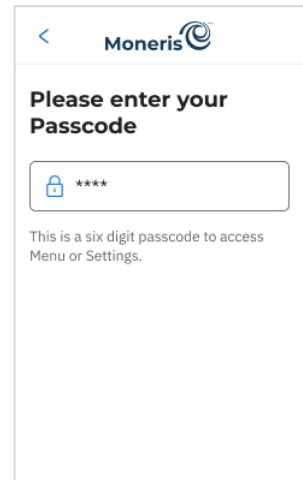 Moneris
Please enter your
Passcode
****
This is a six digit passcode to access
Menu or Settings.